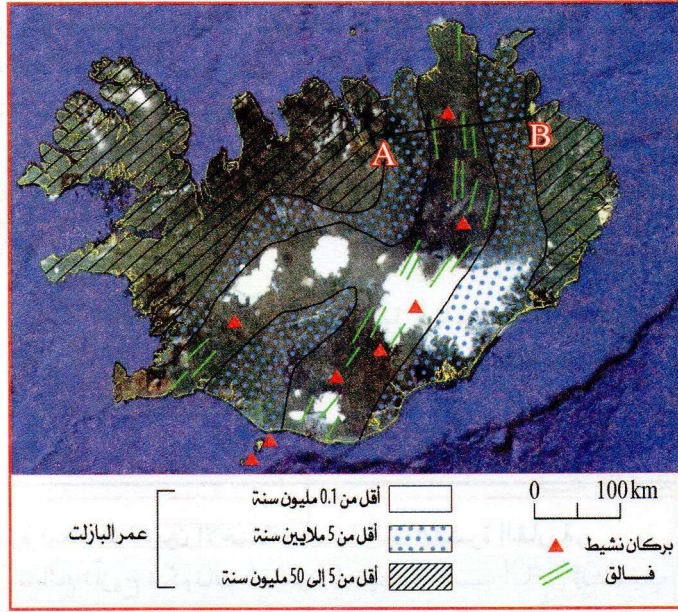 A
B
عمر البازلت
أقل من 0.1 مليون سنة
أقل من 5 ملايين سنة
أقل من 5 إلى 50 مليون سنة
0 100 km
بركان نشيط
فالق